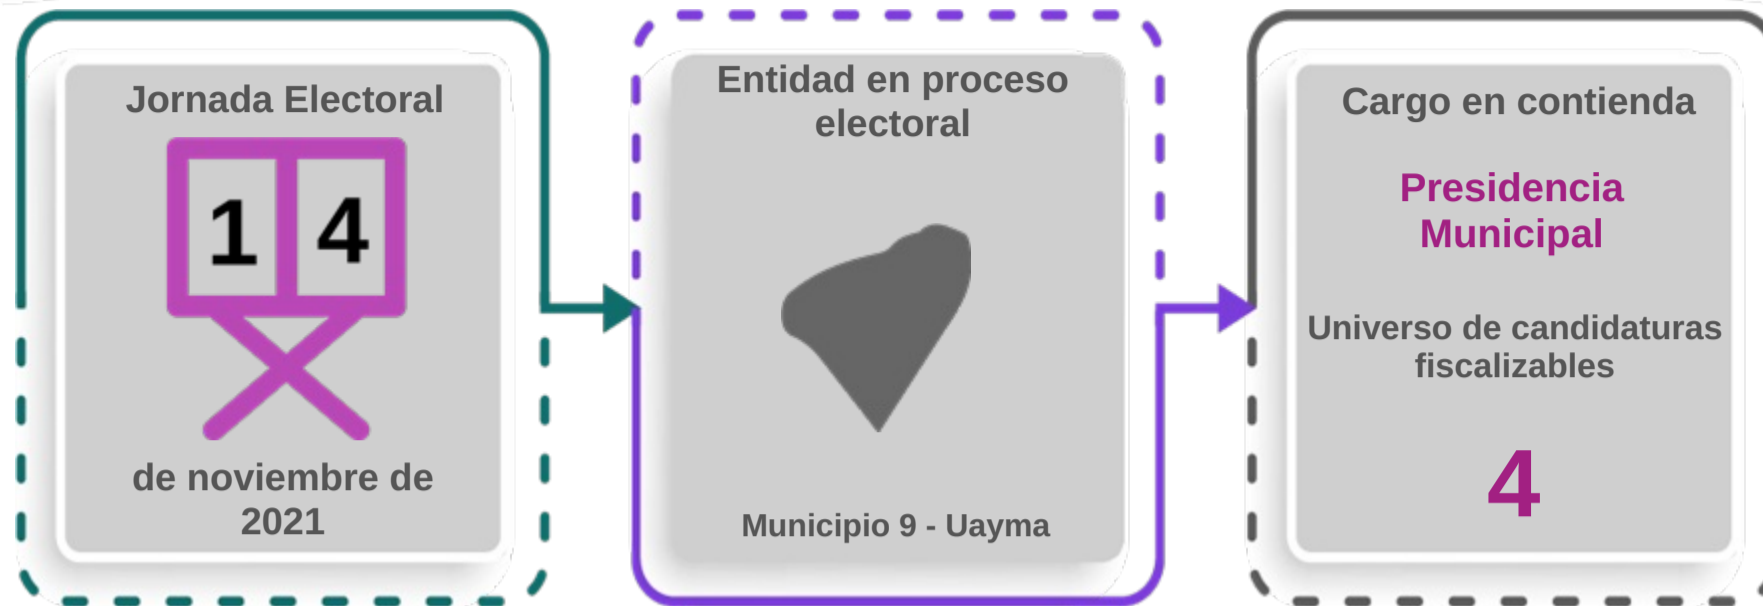 Jornada Electoral
1 4
de noviembre de
2021
Entidad en proceso
electoral
Municipio 9 - Uayma
Cargo en contienda
Presidencia
Municipal
Universo de candidaturas
fiscalizables
4